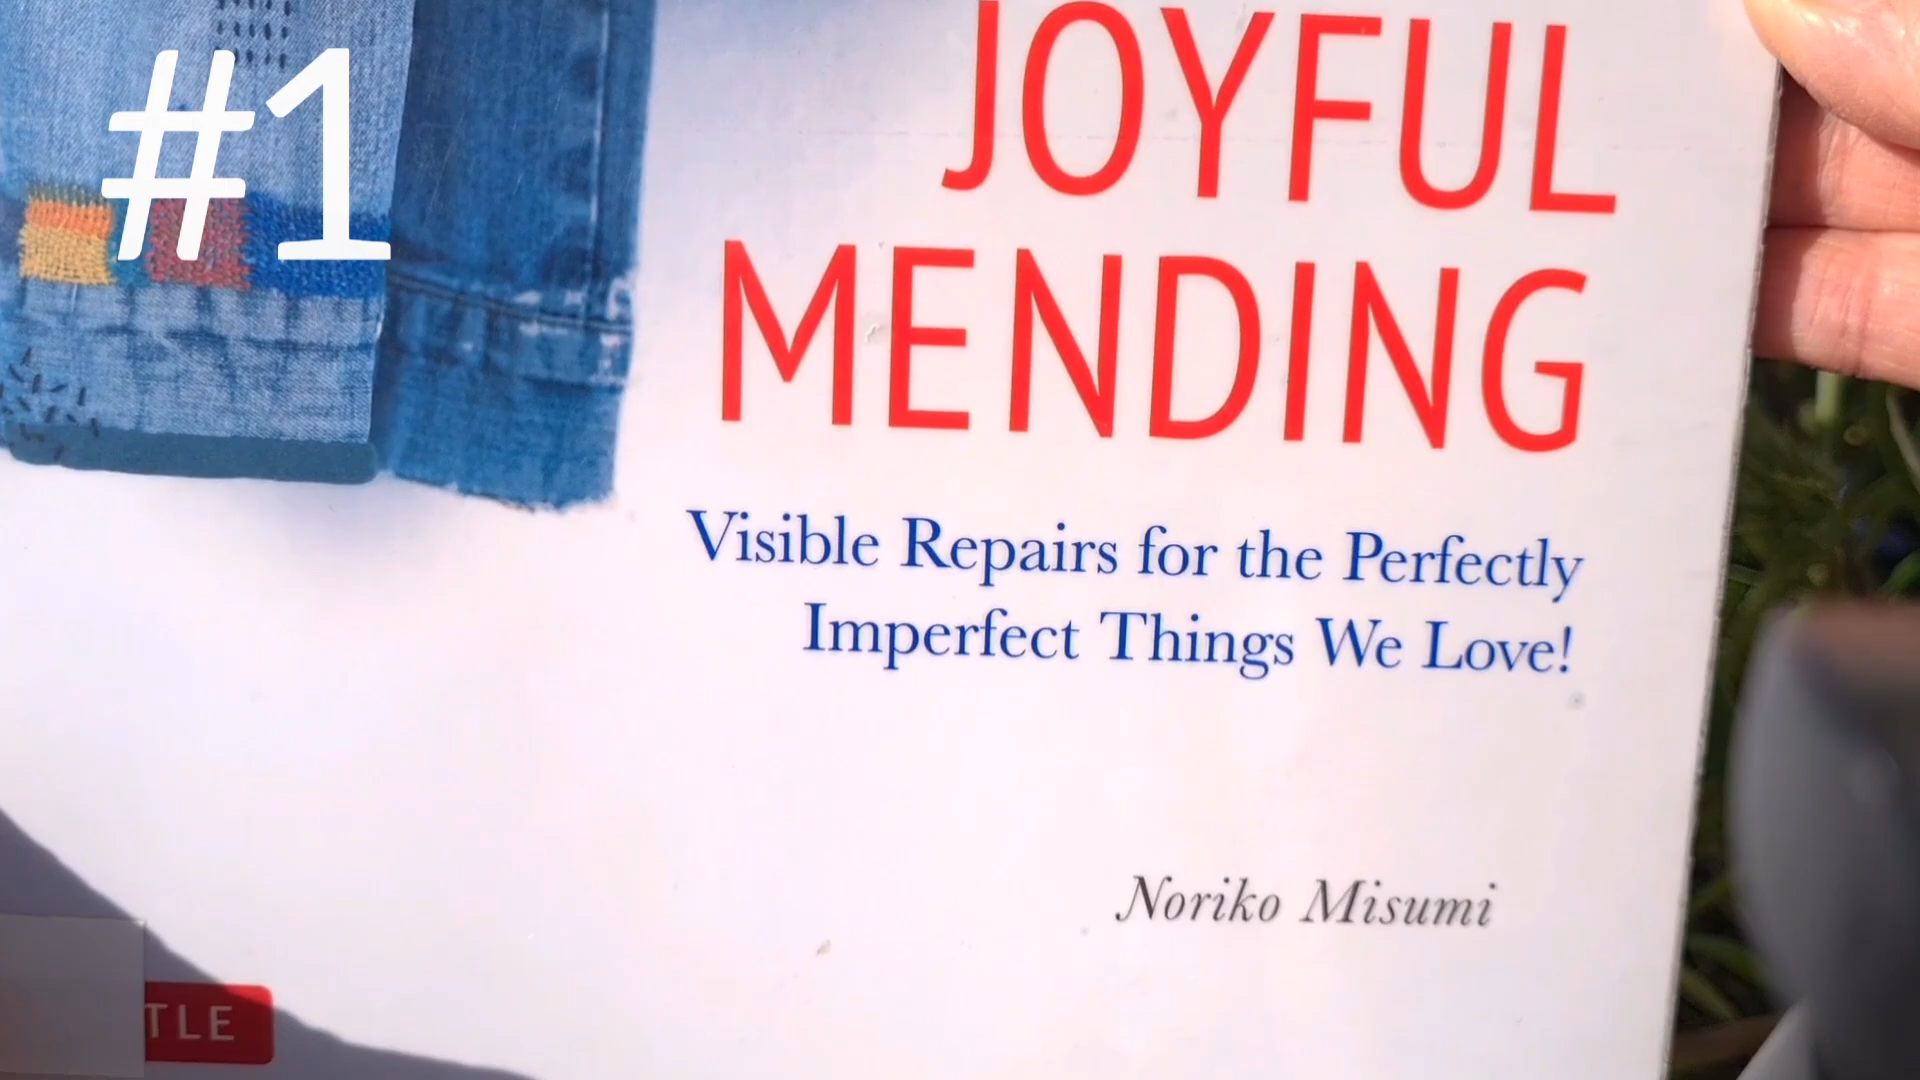 #1
JOYFUL
MENDING
Visible Repairs for the Perfectly
Imperfect Things We Love!
Noriko Misumi
TLE